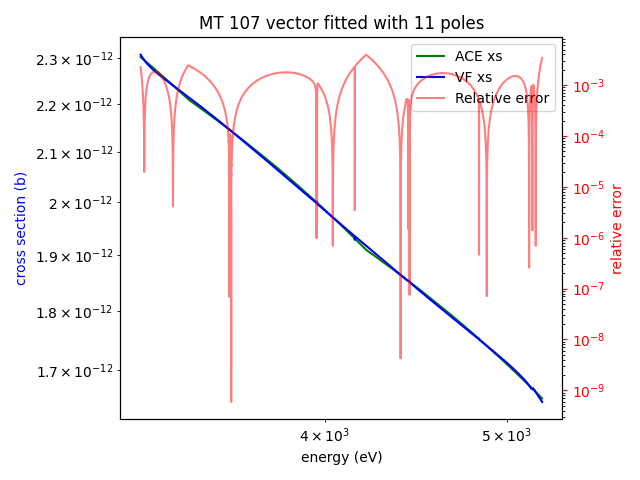 MT 107 vector fitted with 11 poles
ACE xs
VF xs
Relative error
2.3 × 10⁻¹²
2.2 × 10⁻¹²
2.1 × 10⁻¹²
2 × 10⁻¹²
1.9 × 10⁻¹²
1.8 × 10⁻¹²
1.7 × 10⁻¹²
cross section (b)
10⁻³
10⁻⁴
10⁻⁵
10⁻⁶
10⁻⁷
10⁻⁸
10⁻⁹
relative error
4 × 10³
5 × 10³
energy (eV)